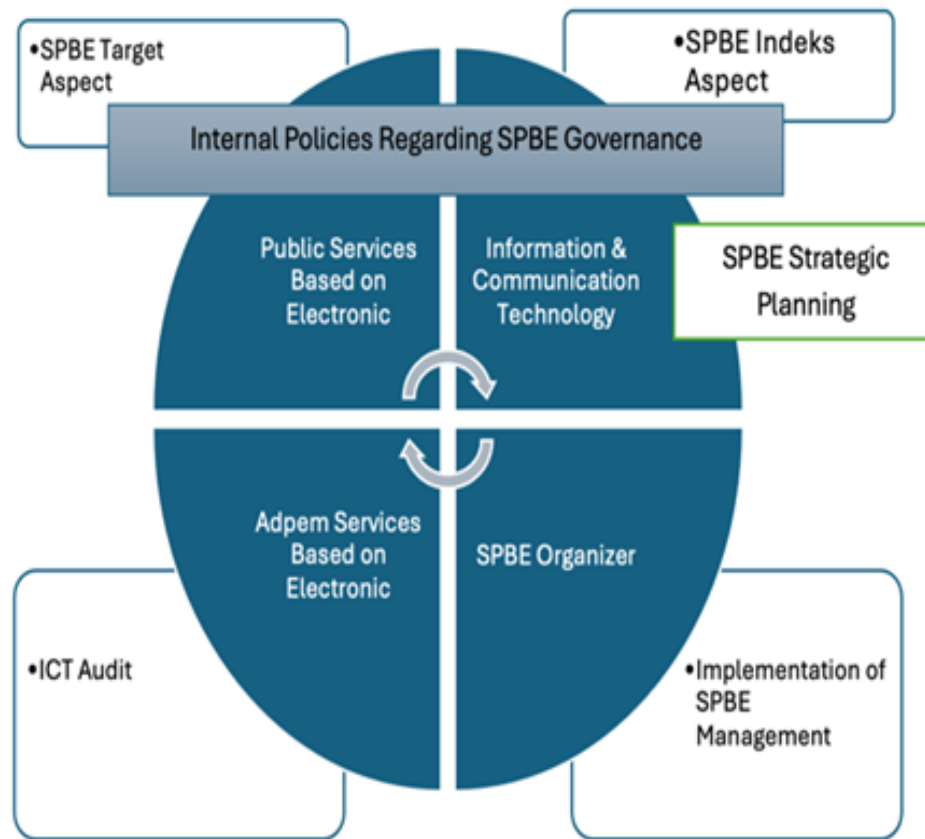 •SPBE Target
Aspect
•SPBE Indeks
Aspect
Internal Policies Regarding SPBE Governance
Public Services
Based on
Electronic
Information &
Communication
Technology
SPBE Strategic
Planning
Adpem Services
Based on
Electronic
SPBE Organizer
•ICT Audit
•Implementation of
SPBE
Management